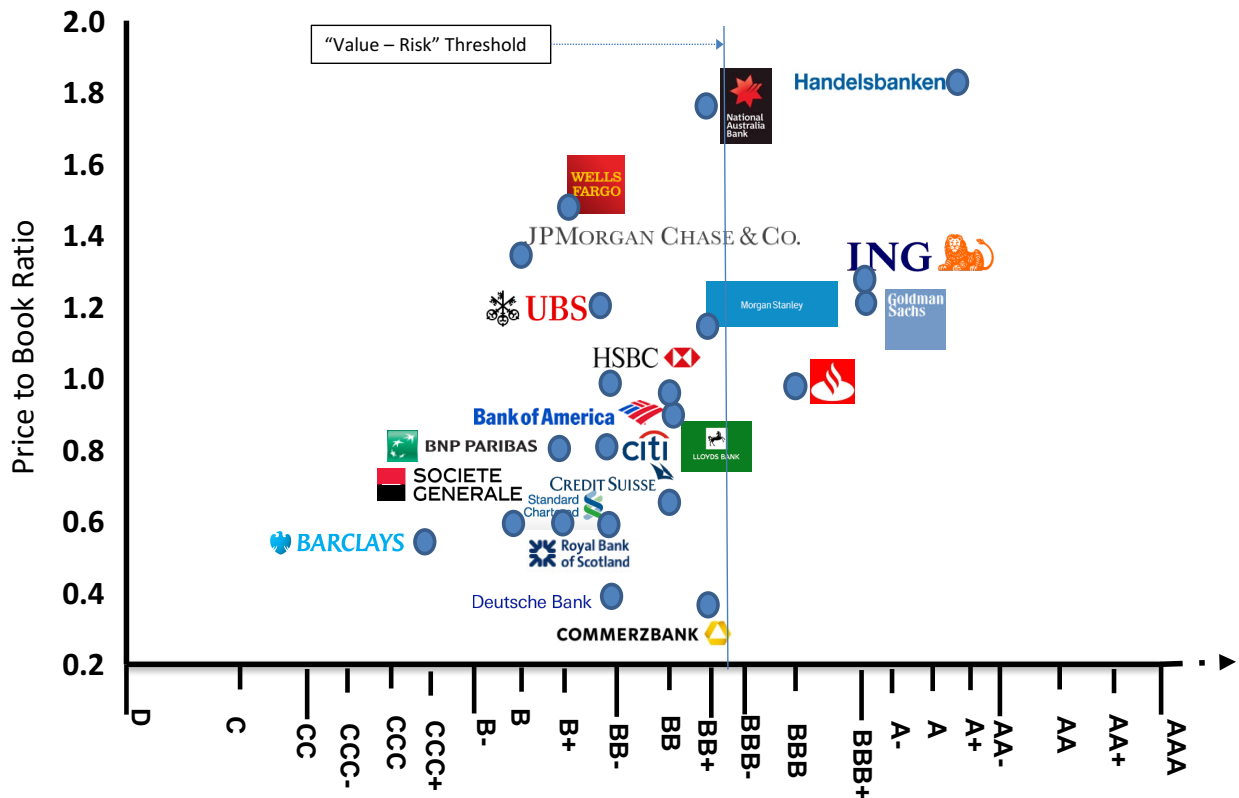 2.0
"Value – Risk" Threshold
1.8
Handelsbanken
National
Australia
Bank
1.6
WELLS
FARGO
1.4
JPMORGAN CHASE & CO.
ING
Price to Book Ratio
1.2
UBS
Morgan Stanley
Goldman
Sachs
HSBC
1.0
Bank of America
0.8
BNP PARIBAS
citi
LLOYDS BANK
SOCIETE
GENERALE
CREDIT SUISSE
Standard
Chartered
0.6
BARCLAYS
Royal Bank
of Scotland
0.4
Deutsche Bank
COMMERZBANK
0.2
D
C
CC
CCC-
CCC
CCC+
B-
B
B+
BB-
BB
BB+
BBB-
BBB
BBB+
A-
A
A+
AA-
AA
AA+
AAA